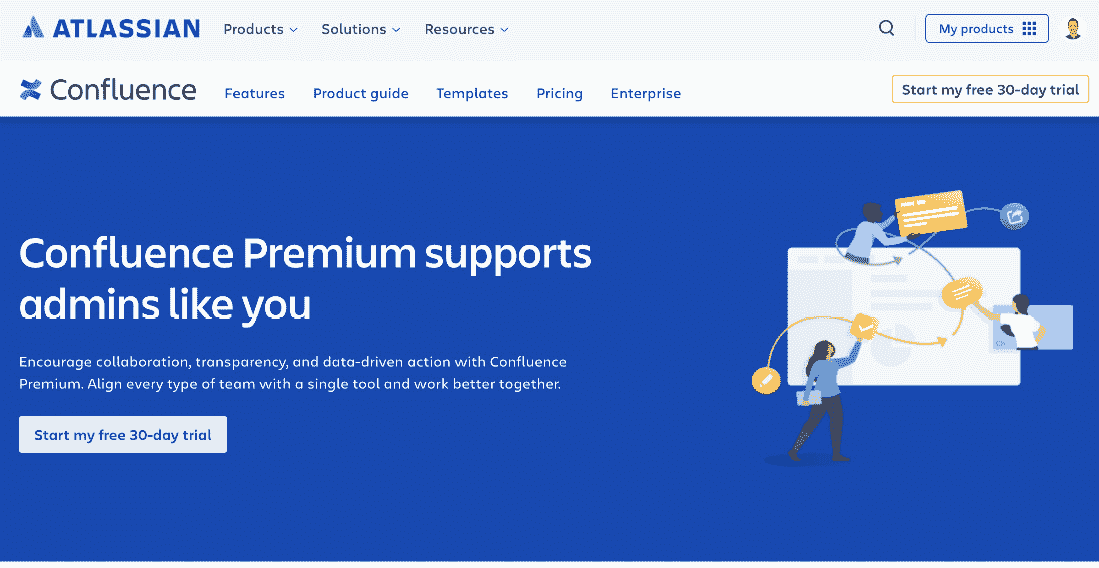 ATLASSIAN Products Solutions Resources My products
Confluence Features Product guide Templates Pricing Enterprise Start my free 30-day trial
Confluence Premium supports
admins like you
Encourage collaboration, transparency, and data-driven action with Confluence
Premium. Align every type of team with a single tool and work better together.
Start my free 30-day trial